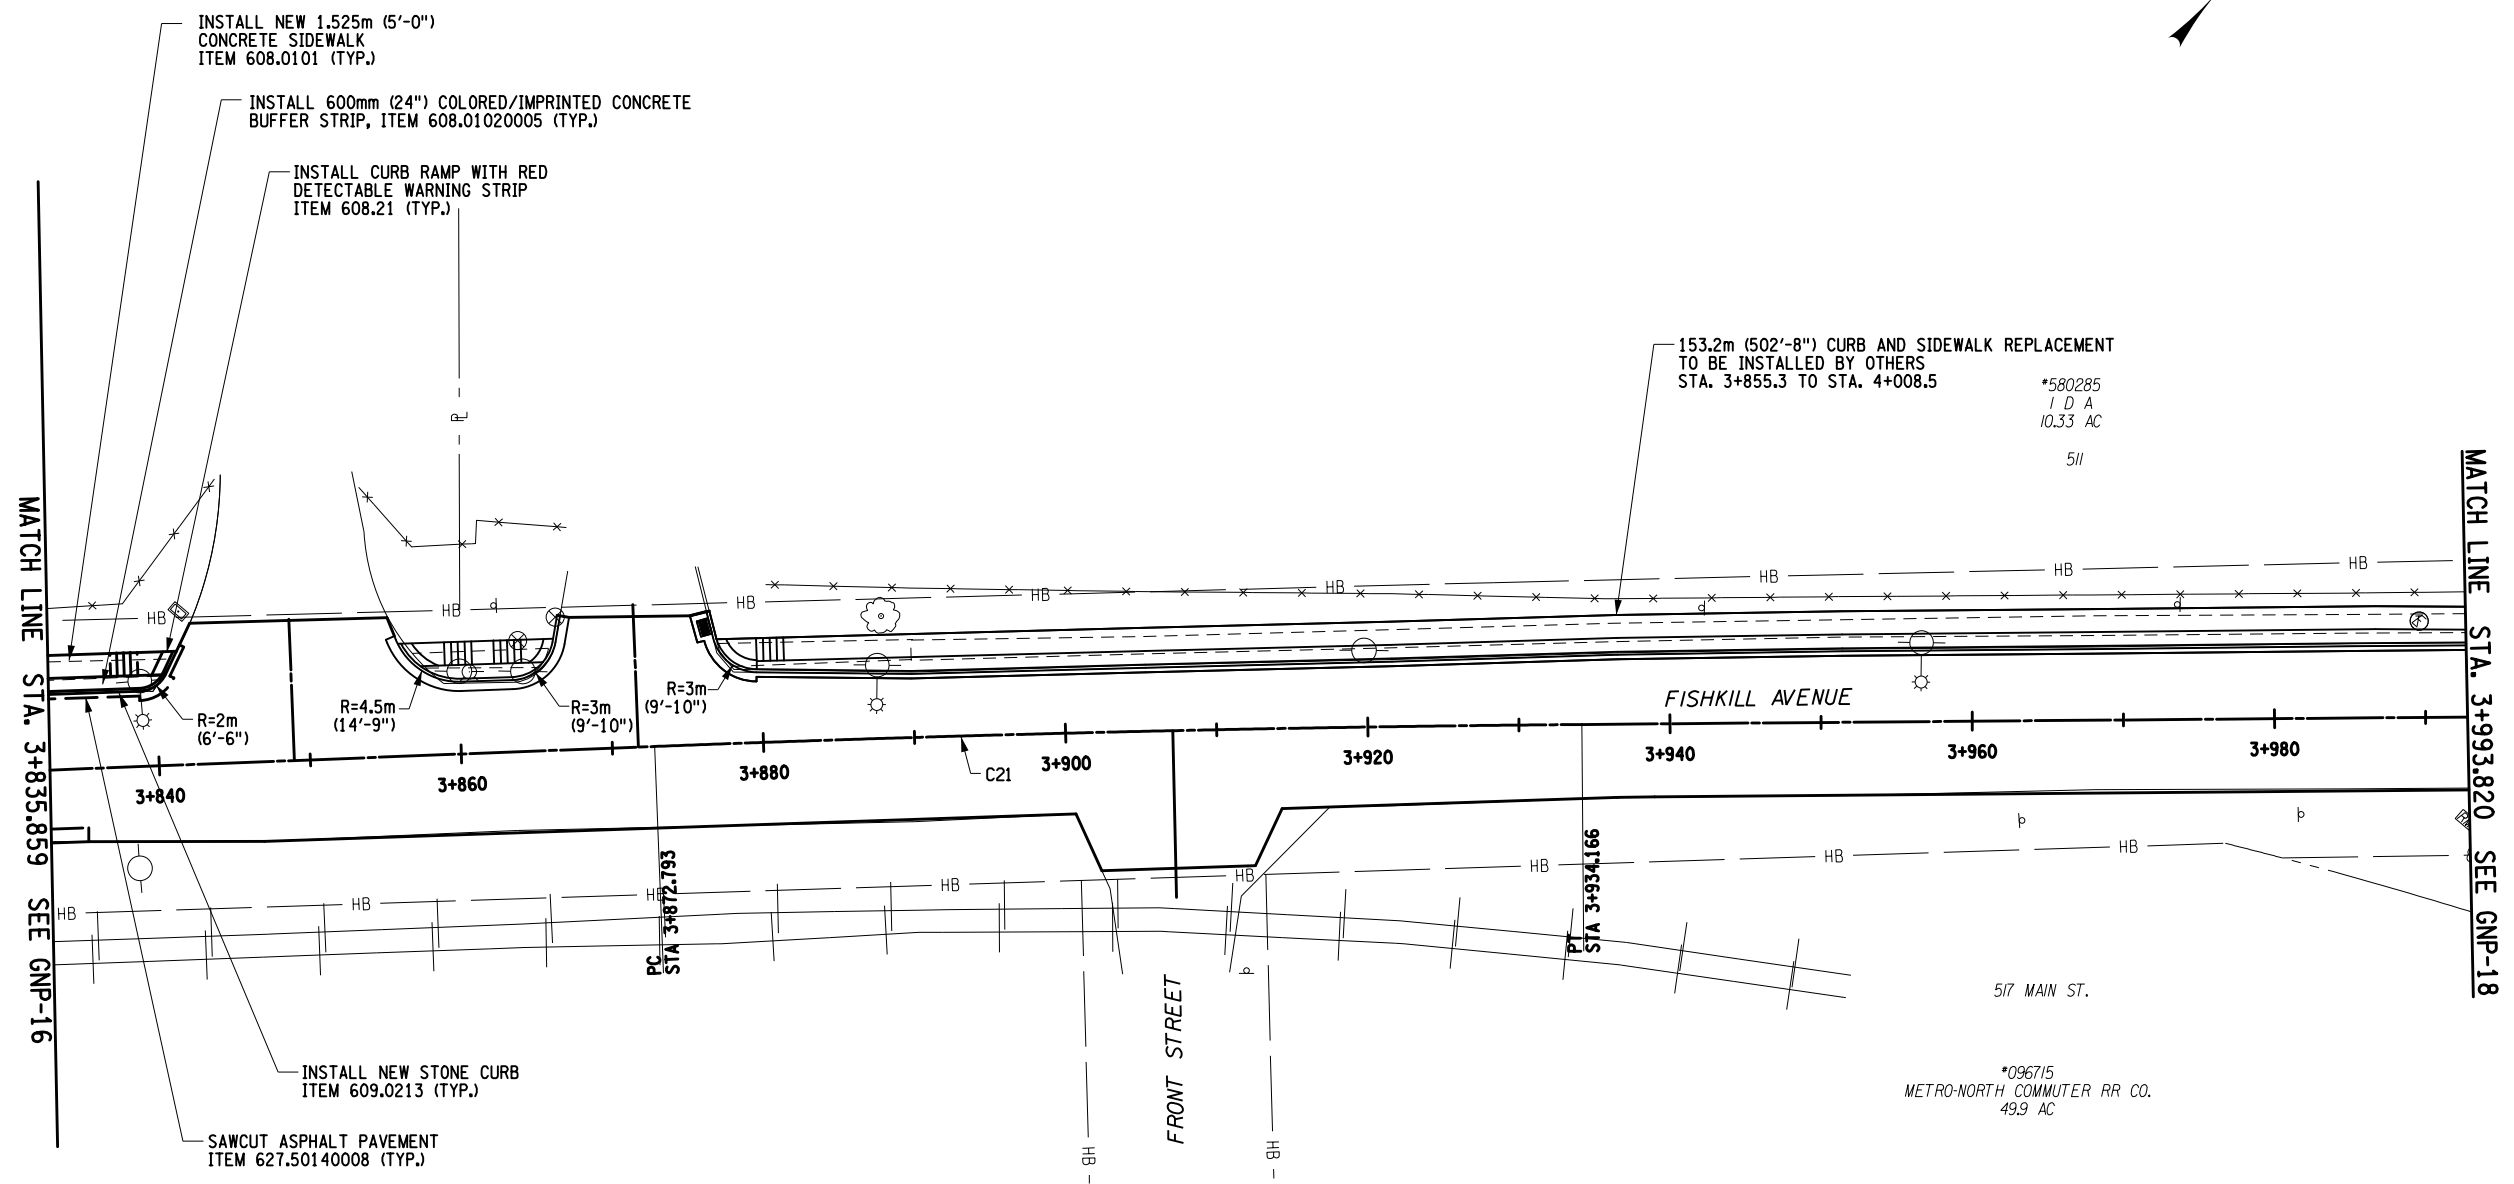 INSTALL NEW 1.525m (5'-0")
CONCRETE SIDEWALK
ITEM 608.0101 (TYP.)
INSTALL 600mm (24") COLORED/IMPRINTED CONCRETE
BUFFER STRIP, ITEM 608.01020005 (TYP.)
INSTALL CURB RAMP WITH RED
DETECTABLE WARNING STRIP
ITEM 608.21 (TYP.)
153.2m (502'-8") CURB AND SIDEWALK REPLACEMENT
TO BE INSTALLED BY OTHERS
STA. 3+855.3 TO STA. 4+008.5
#580285
I D A
10.33 AC
511
MATCH LINE STA. 3+835.859 SEE GNP-16
MATCH LINE STA. 3+993.820 SEE GNP-18
PL
HB
HB
HB
HB
HB
HB
HB
HB
R=2m
(6'-6")
R=4.5m
(14'-9")
R=3m
(9'-10")
R=3m
(9'-10")
FISHKILL AVENUE
3+840
3+860
3+880
3+900
3+920
3+940
3+960
3+980
C21
PC
STA 3+872.793
PT
STA 3+934.166
HB
HB
HB
HB
HB
HB
HB
HB
FRONT STREET
HB
HB
517 MAIN ST.
#096715
METRO-NORTH COMMUTER RR CO.
49.9 AC
INSTALL NEW STONE CURB
ITEM 609.0213 (TYP.)
SAWCUT ASPHALT PAVEMENT
ITEM 627.50140008 (TYP.)